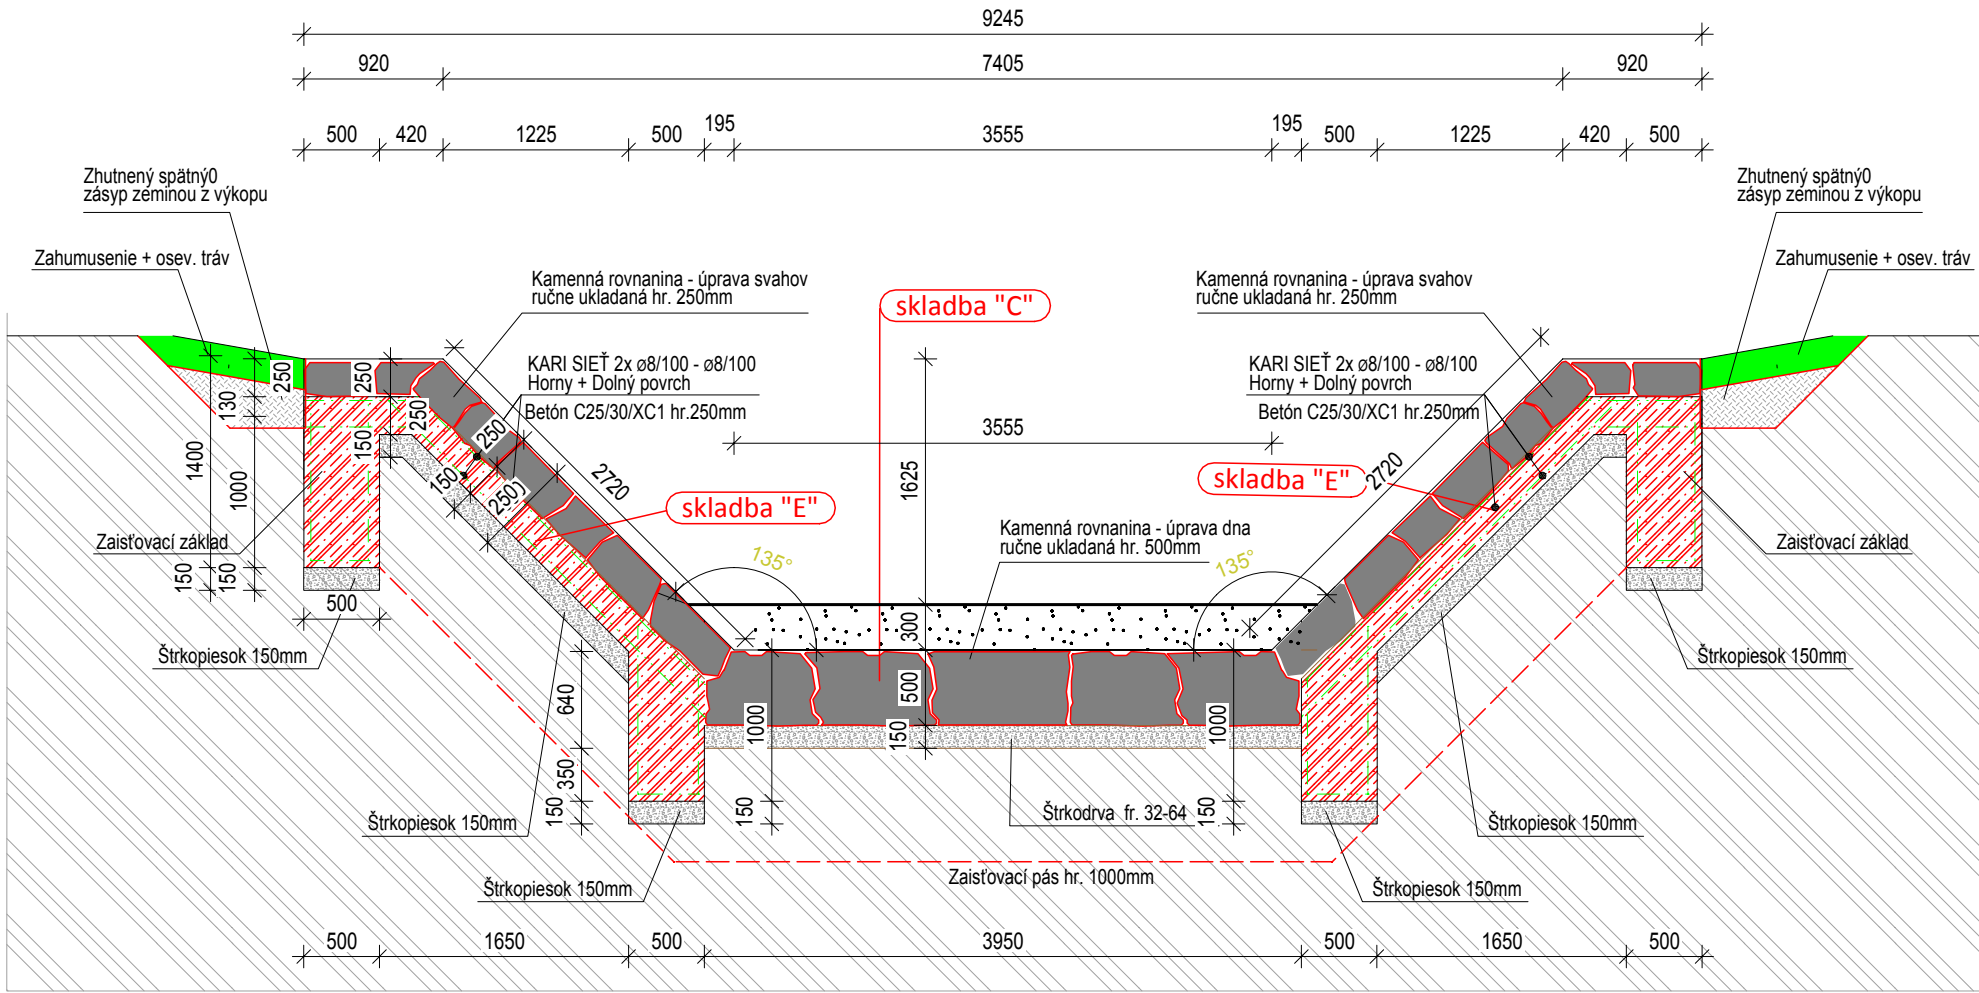 9245
920
7405
920
500
420
1225
500
195
3555
195
500
1225
420
500
Zhutnený spätný0
zásyp zeminou z výkopu
Zahumusenie + osev. tráv
Kamenná rovnanina - úprava svahov
ručne ukladaná hr. 250mm
skladba "C"
Kamenná rovnanina - úprava svahov
ručne ukladaná hr. 250mm
Zhutnený spätný0
zásyp zeminou z výkopu
Zahumusenie + osev. tráv
KARI SIEŤ 2x ø8/100 - ø8/100
Horny + Dolný povrch
Betón C25/30/XC1 hr.250mm
KARI SIEŤ 2x ø8/100 - ø8/100
Horny + Dolný povrch
Betón C25/30/XC1 hr.250mm
250
130
1400
1000
150
150
250
250
150
250
150
250
2720
3555
1625
2720
skladba "E"
skladba "E"
Kamenná rovnanina - úprava dna
ručne ukladaná hr. 500mm
135°
135°
Zaisťovací základ
Zaisťovací základ
500
Štrkopiesok 150mm
Štrkopiesok 150mm
300
500
150
640
350
150
1000
150
1000
150
Štrkopiesok 150mm
Štrkodrva fr. 32-64
Štrkopiesok 150mm
Štrkopiesok 150mm
Zaisťovací pás hr. 1000mm
Štrkopiesok 150mm
500
1650
500
3950
500
1650
500